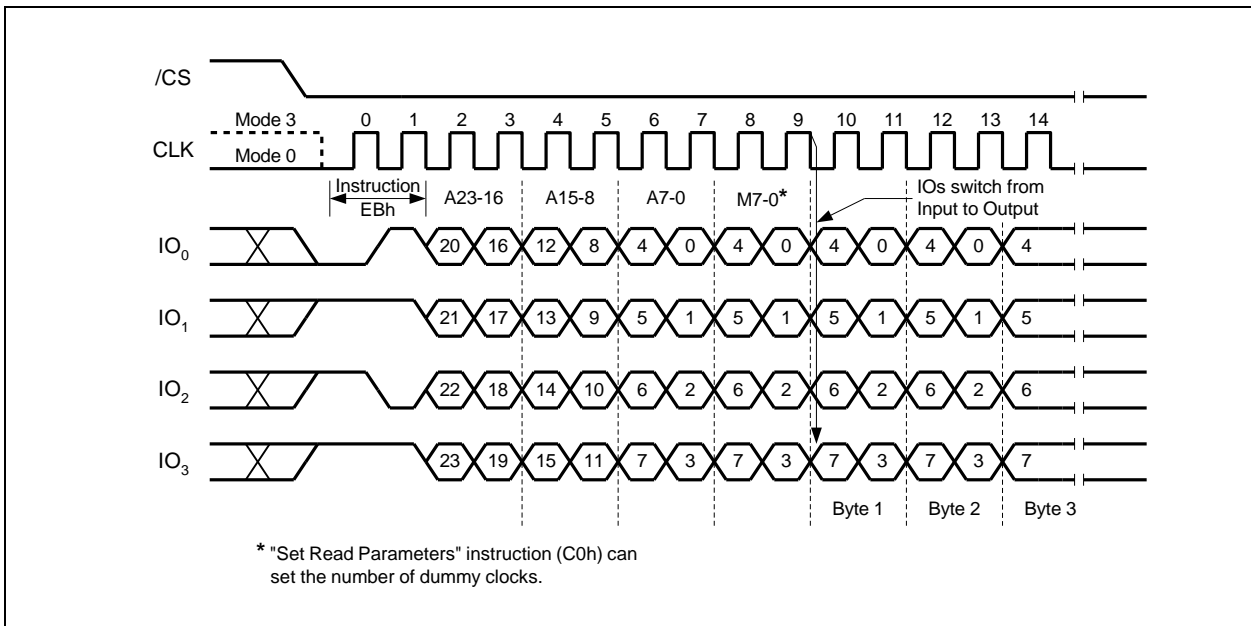 /CS
Mode 3 0 1 2 3 4 5 6 7 8 9 10 11 12 13 14
CLK
Mode 0
Instruction
EBh
A23-16 A15-8 A7-0 M7-0*
IOs switch from
Input to Output
IO0 20 16 12 8 4 0 4 0 4 0 4 0 4
IO1 21 17 13 9 5 1 5 1 5 1 5 1 5
IO2 22 18 14 10 6 2 6 2 6 2 6 2 6
IO3 23 19 15 11 7 3 7 3 7 3 7 3 7
Byte 1 Byte 2 Byte 3
* "Set Read Parameters" instruction (C0h) can
set the number of dummy clocks.